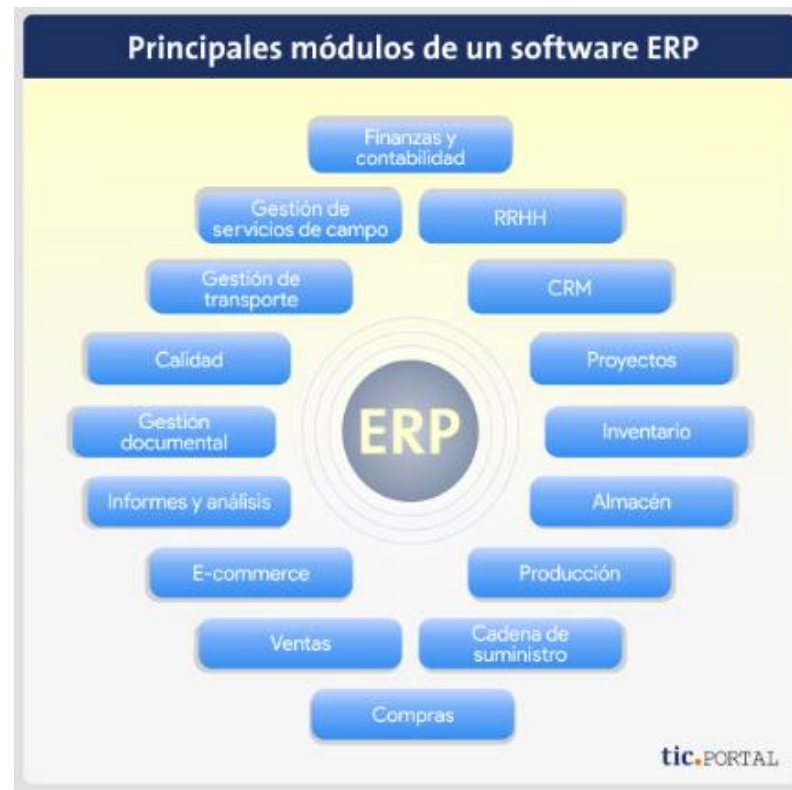 Principales módulos de un software ERP
Finanzas y
contabilidad
Gestión de
servicios de campo
RRHH
Gestión de
transporte
CRM
Calidad
Proyectos
Gestión
documental
ERP
Inventario
Informes y análisis
Almacén
E-commerce
Producción
Ventas
Cadena de
suministro
Compras
tic.PORTAL